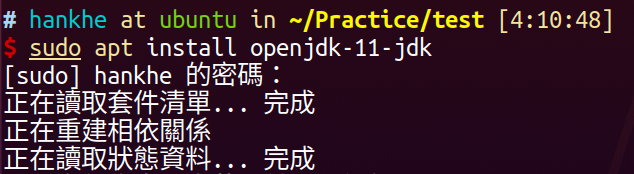 # hankhe at ubuntu in ~/Practice/test [4:10:48]
$ sudo apt install openjdk-11-jdk
[sudo] hankhe 的密碼：
正在讀取套件清單... 完成
正在重建相依關係
正在讀取狀態資料... 完成